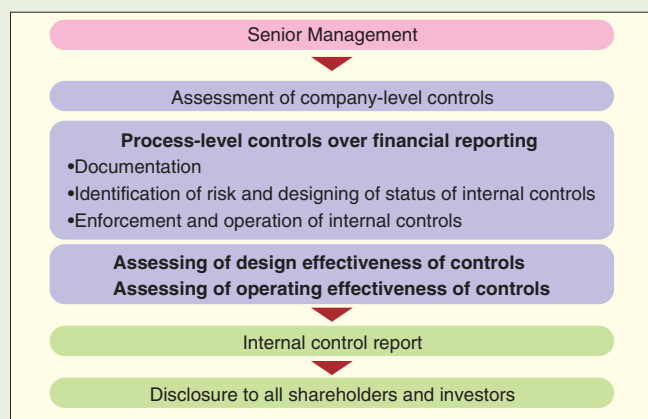 Senior Management
Assessment of company-level controls
Process-level controls over financial reporting
•Documentation
•Identification of risk and designing of status of internal controls
•Enforcement and operation of internal controls
Assessing of design effectiveness of controls
Assessing of operating effectiveness of controls
Internal control report
Disclosure to all shareholders and investors